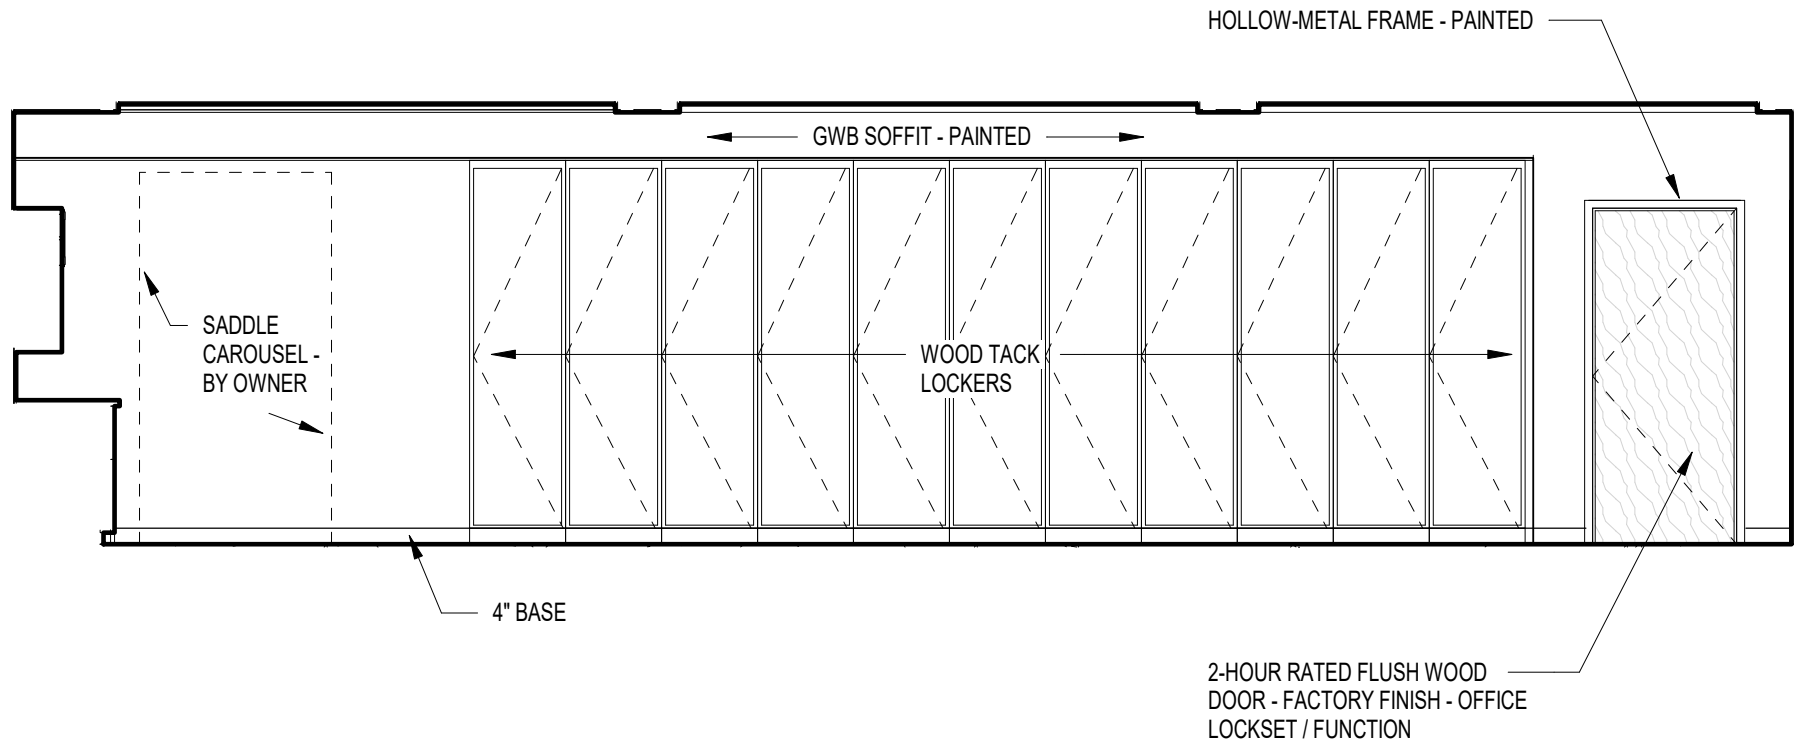 HOLLOW-METAL FRAME - PAINTED
GWB SOFFIT - PAINTED
SADDLE
CAROUSEL -
BY OWNER
WOOD TACK
LOCKERS
4" BASE
2-HOUR RATED FLUSH WOOD
DOOR - FACTORY FINISH - OFFICE
LOCKSET / FUNCTION